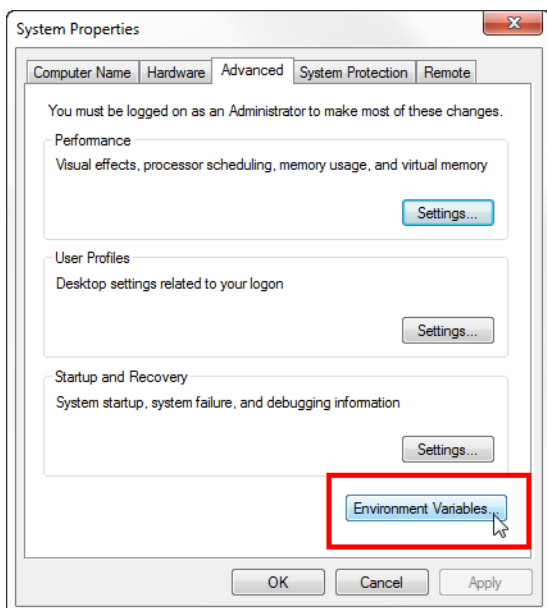 System Properties
Computer Name
Hardware
Advanced
System Protection
Remote
You must be logged on as an Administrator to make most of these changes.
Performance
Visual effects, processor scheduling, memory usage, and virtual memory
Settings...
User Profiles
Desktop settings related to your logon
Settings...
Startup and Recovery
System startup, system failure, and debugging information
Settings...
Environment Variables...
OK
Cancel
Apply